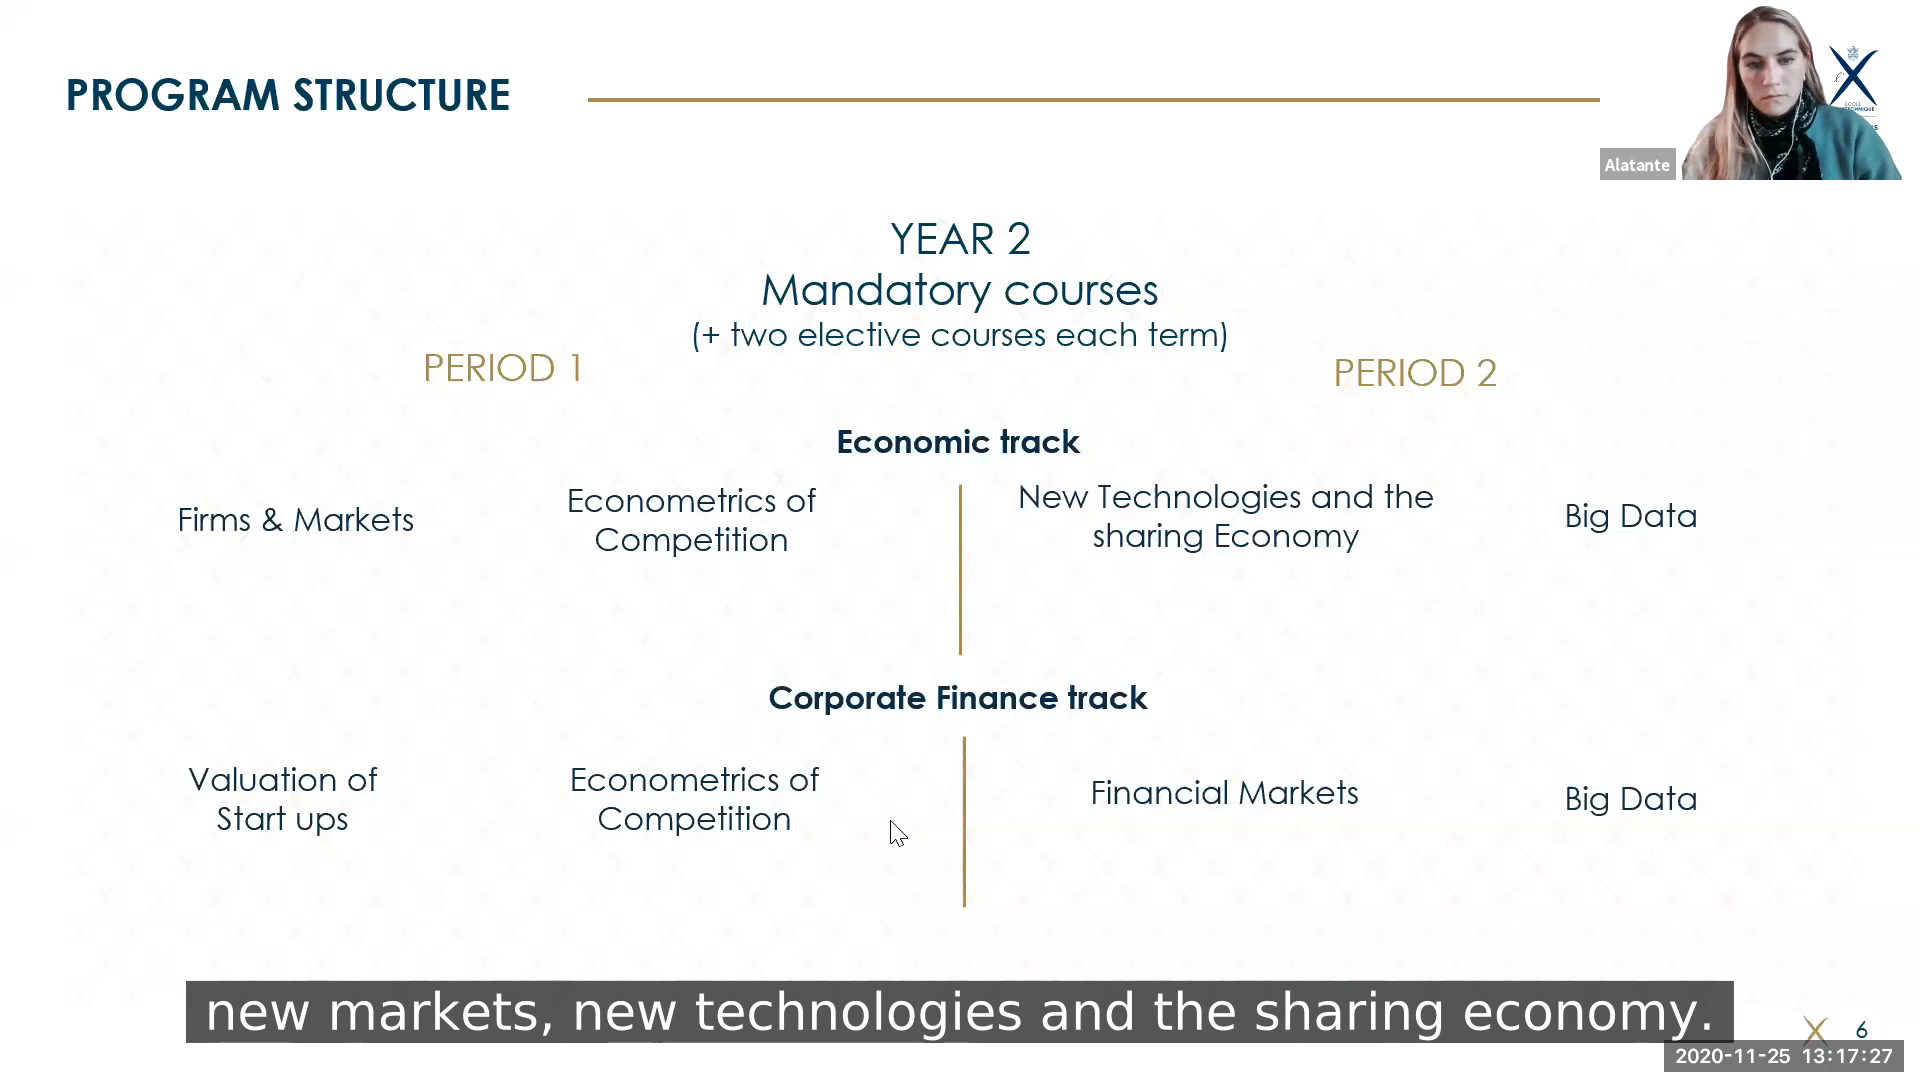 PROGRAM STRUCTURE
ÉCOLE
Alatante
YEAR 2
Mandatory courses
(+ two elective courses each term)
PERIOD 1
PERIOD 2
Economic track
Firms & Markets
Econometrics of
Competition
New Technologies and the
sharing Economy
Big Data
Corporate Finance track
Valuation of
Start ups
Econometrics of
Competition
Financial Markets
Big Data
new markets, new technologies and the sharing economy.
6
2020-11-25 13:17:27